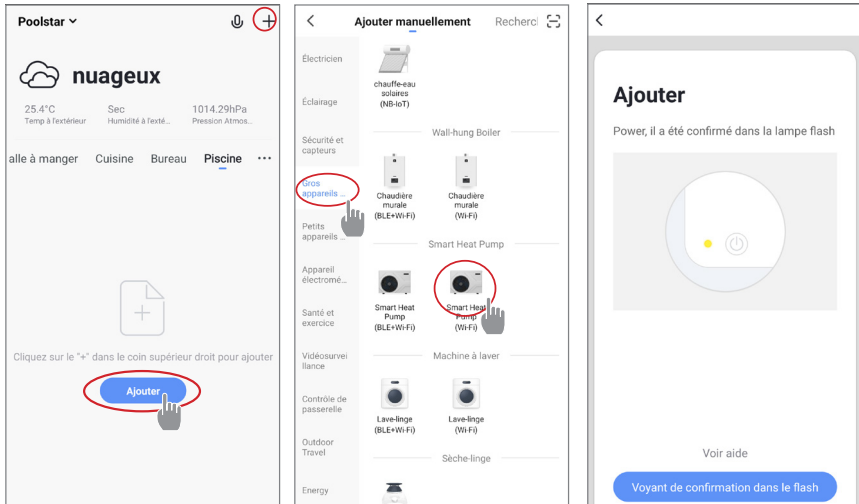 Poolstar
nuageux
25.4°C
Temp à l'extérieur
Sec
Humidité à l'exté...
1014.29hPa
Pression Atmos...
alle à manger Cuisine Bureau Piscine ...
Cliquez sur le "+" dans le coin supérieur droit pour ajouter
Ajouter
Ajouter manuellement
Recherc
Électricien
Éclairage
Sécurité et
capteurs
Gros
appareils ...
Petits
appareils ...
Appareil
électromé...
Santé et
exercice
Vidéosurvei
llance
Contrôle de
passerelle
Outdoor
Travel
Energy
chauffe-eau
solaires
(NB-IoT)
Wall-hung Boiler
Chaudière
murale
(BLE+Wi-Fi)
Chaudière
murale
(Wi-Fi)
Smart Heat Pump
Smart Heat
Pump
(BLE+Wi-Fi)
Smart Heat
Pump
(Wi-Fi)
Machine à laver
Lave-linge
(BLE+Wi-Fi)
Lave-linge
(Wi-Fi)
Sèche-linge
Ajouter
Power, il a été confirmé dans la lampe flash
Voir aide
Voyant de confirmation dans le flash